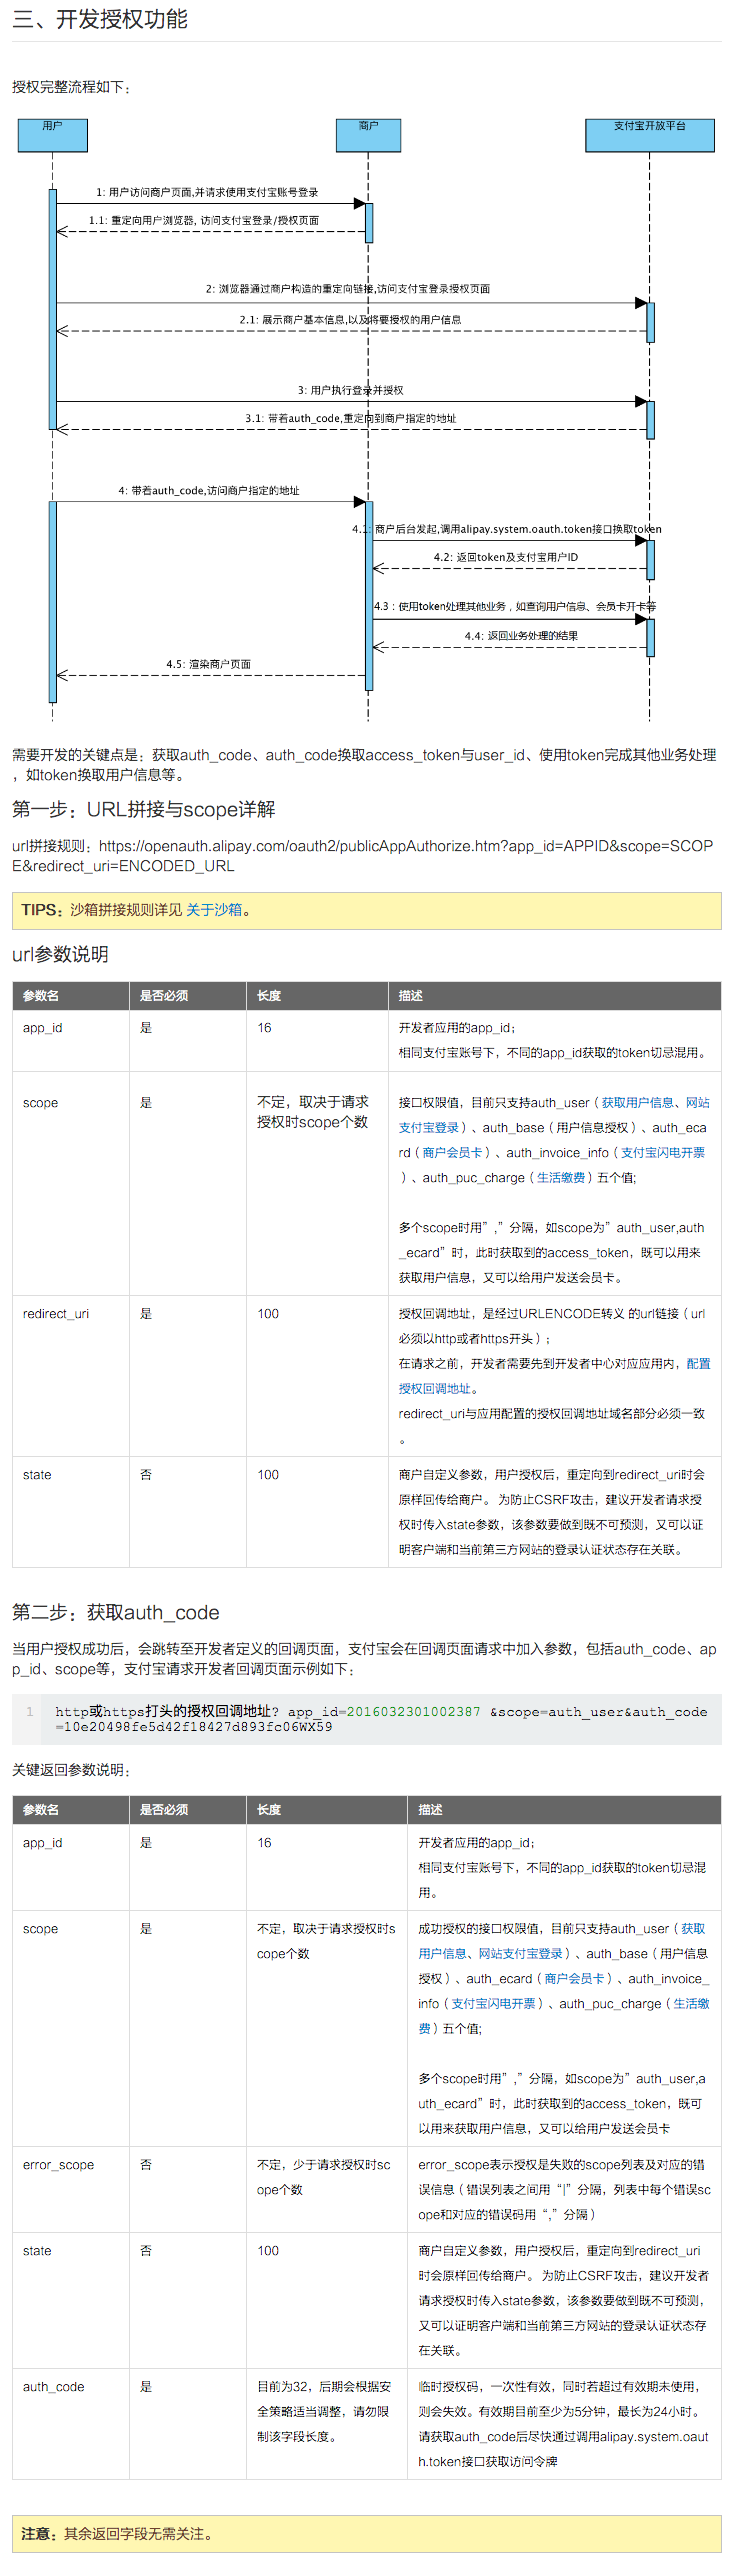 三、开发授权功能
授权完整流程如下：
用户
商户
支付宝开放平台
1: 用户访问商户页面,并请求使用支付宝账号登录
1.1: 重定向用户浏览器, 访问支付宝登录/授权页面
2: 浏览器通过商户构造的重定向链接,访问支付宝登录授权页面
2.1: 展示商户基本信息,以及将要授权的用户信息
3: 用户执行登录并授权
3.1: 带着auth_code,重定向到商户指定的地址
4: 带着auth_code,访问商户指定的地址
4.1: 商户后台发起,调用alipay.system.oauth.token接口换取token
4.2: 返回token及支付宝用户ID
4.3：使用token处理其他业务，如查询用户信息、会员卡开卡等
4.4: 返回业务处理的结果
4.5: 渲染商户页面
需要开发的关键点是：获取auth_code、auth_code换取access_token与user_id、使用token完成其他业务处理
，如token换取用户信息等。
第一步：URL拼接与scope详解
url拼接规则：https://openauth.alipay.com/oauth2/publicAppAuthorize.htm?app_id=APPID&scope=SCOP
E&redirect_uri=ENCODED_URL
TIPS：沙箱拼接规则详见 关于沙箱。
url参数说明
参数名 是否必须 长度 描述
app_id 是 16 开发者应用的app_id；
相同支付宝账号下，不同的app_id获取的token切忌混用。
scope 是 不定，取决于请求
授权时scope个数
接口权限值，目前只支持auth_user（获取用户信息、网站
支付宝登录）、auth_base（用户信息授权）、auth_eca
rd（商户会员卡）、auth_invoice_info（支付宝闪电开票
）、auth_puc_charge（生活缴费）五个值;
多个scope时用”,”分隔，如scope为”auth_user,auth
_ecard”时，此时获取到的access_token，既可以用来
获取用户信息，又可以给用户发送会员卡。
redirect_uri 是 100 授权回调地址，是经过URLENCODE转义 的url链接（url
必须以http或者https开头）；
在请求之前，开发者需要先到开发者中心对应应用内，配置
授权回调地址。
redirect_uri与应用配置的授权回调地址域名部分必须一致
。
state 否 100 商户自定义参数，用户授权后，重定向到redirect_uri时会
原样回传给商户。 为防止CSRF攻击，建议开发者请求授
权时传入state参数，该参数要做到既不可预测，又可以证
明客户端和当前第三方网站的登录认证状态存在关联。
第二步：获取auth_code
当用户授权成功后，会跳转至开发者定义的回调页面，支付宝会在回调页面请求中加入参数，包括auth_code、ap
p_id、scope等，支付宝请求开发者回调页面示例如下：
1 http或https打头的授权回调地址? app_id=2016032301002387 &scope=auth_user&auth_code
=10e20498fe5d42f18427d893fc06WX59
关键返回参数说明：
参数名 是否必须 长度 描述
app_id 是 16 开发者应用的app_id；
相同支付宝账号下，不同的app_id获取的token切忌混
用。
scope 是 不定，取决于请求授权时s
cope个数
成功授权的接口权限值，目前只支持auth_user（获取
用户信息、网站支付宝登录）、auth_base（用户信息
授权）、auth_ecard（商户会员卡）、auth_invoice_
info（支付宝闪电开票）、auth_puc_charge（生活缴
费）五个值;
多个scope时用”,”分隔，如scope为”auth_user,a
uth_ecard”时，此时获取到的access_token，既可
以用来获取用户信息，又可以给用户发送会员卡
error_scope 否 不定，少于请求授权时sc
ope个数
error_scope表示授权是失败的scope列表及对应的错
误信息（错误列表之间用“|”分隔，列表中每个错误sc
ope和对应的错误码用“,”分隔）
state 否 100 商户自定义参数，用户授权后，重定向到redirect_uri
时会原样回传给商户。 为防止CSRF攻击，建议开发者
请求授权时传入state参数，该参数要做到既不可预测，
又可以证明客户端和当前第三方网站的登录认证状态存
在关联。
auth_code 是 目前为32，后期会根据安
全策略适当调整，请勿限
制该字段长度。
临时授权码，一次性有效，同时若超过有效期未使用，
则会失效。有效期目前至少为5分钟，最长为24小时。
请获取auth_code后尽快通过调用alipay.system.oaut
h.token接口获取访问令牌
注意：其余返回字段无需关注。